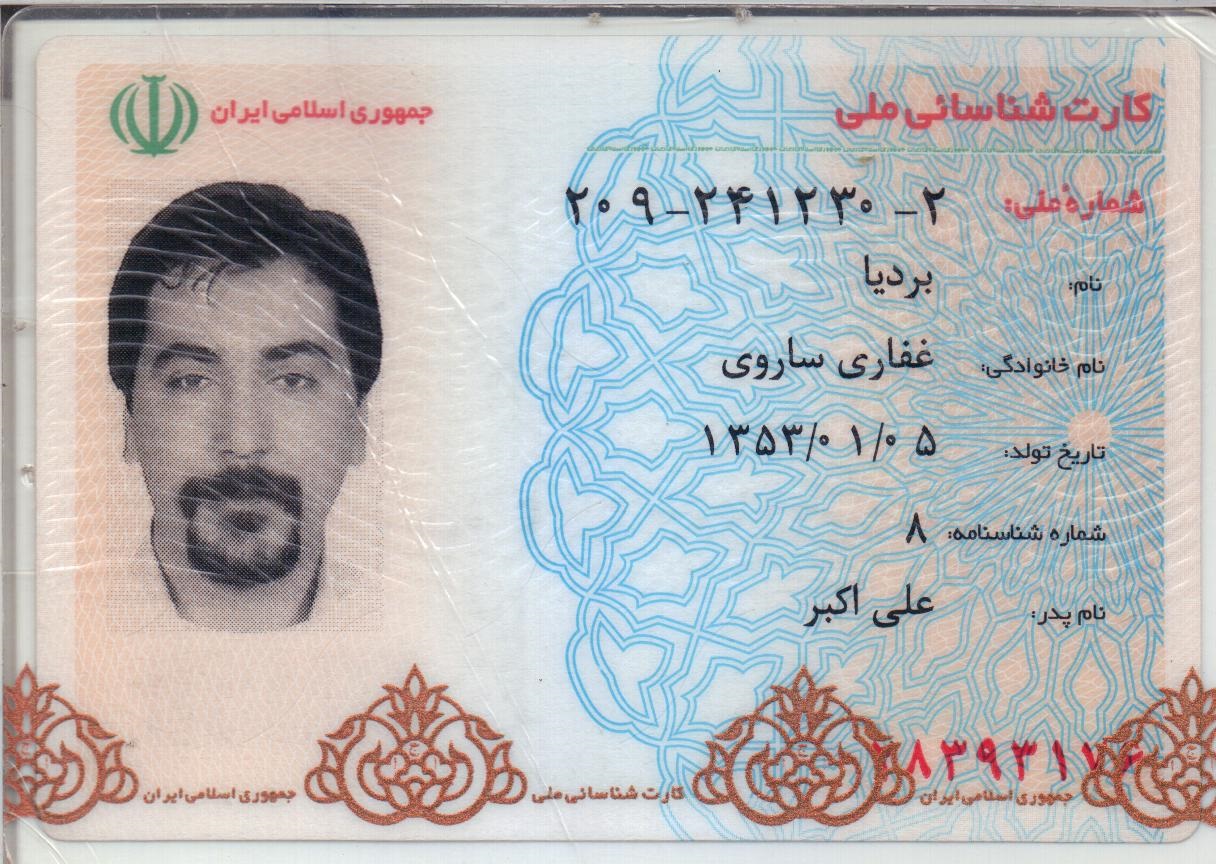 جمهوری اسلامی ایران
کارت شناسائی ملی
شمارهٔ ملی: ۲۰۹-۲۴۱۲۳۰-۲
نام: بردیا
نام خانوادگی: غفاری ساروی
تاریخ تولد: ۱۳۵۳/۰۱/۰۵
شماره شناسنامه: ۸
نام پدر: علی اکبر
جمهوری اسلامی ایران کارت شناسائی ملی جمهوری اسلامی ایران